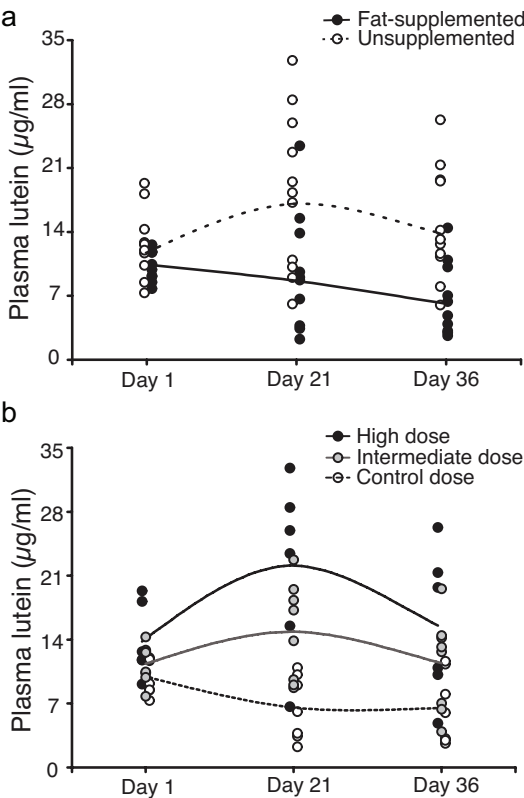 a
Fat-supplemented
Unsupplemented
Plasma lutein (µg/ml)
35
28
21
14
7
0
Day 1
Day 21
Day 36
b
High dose
Intermediate dose
Control dose
Plasma lutein (µg/ml)
35
28
21
14
7
0
Day 1
Day 21
Day 36